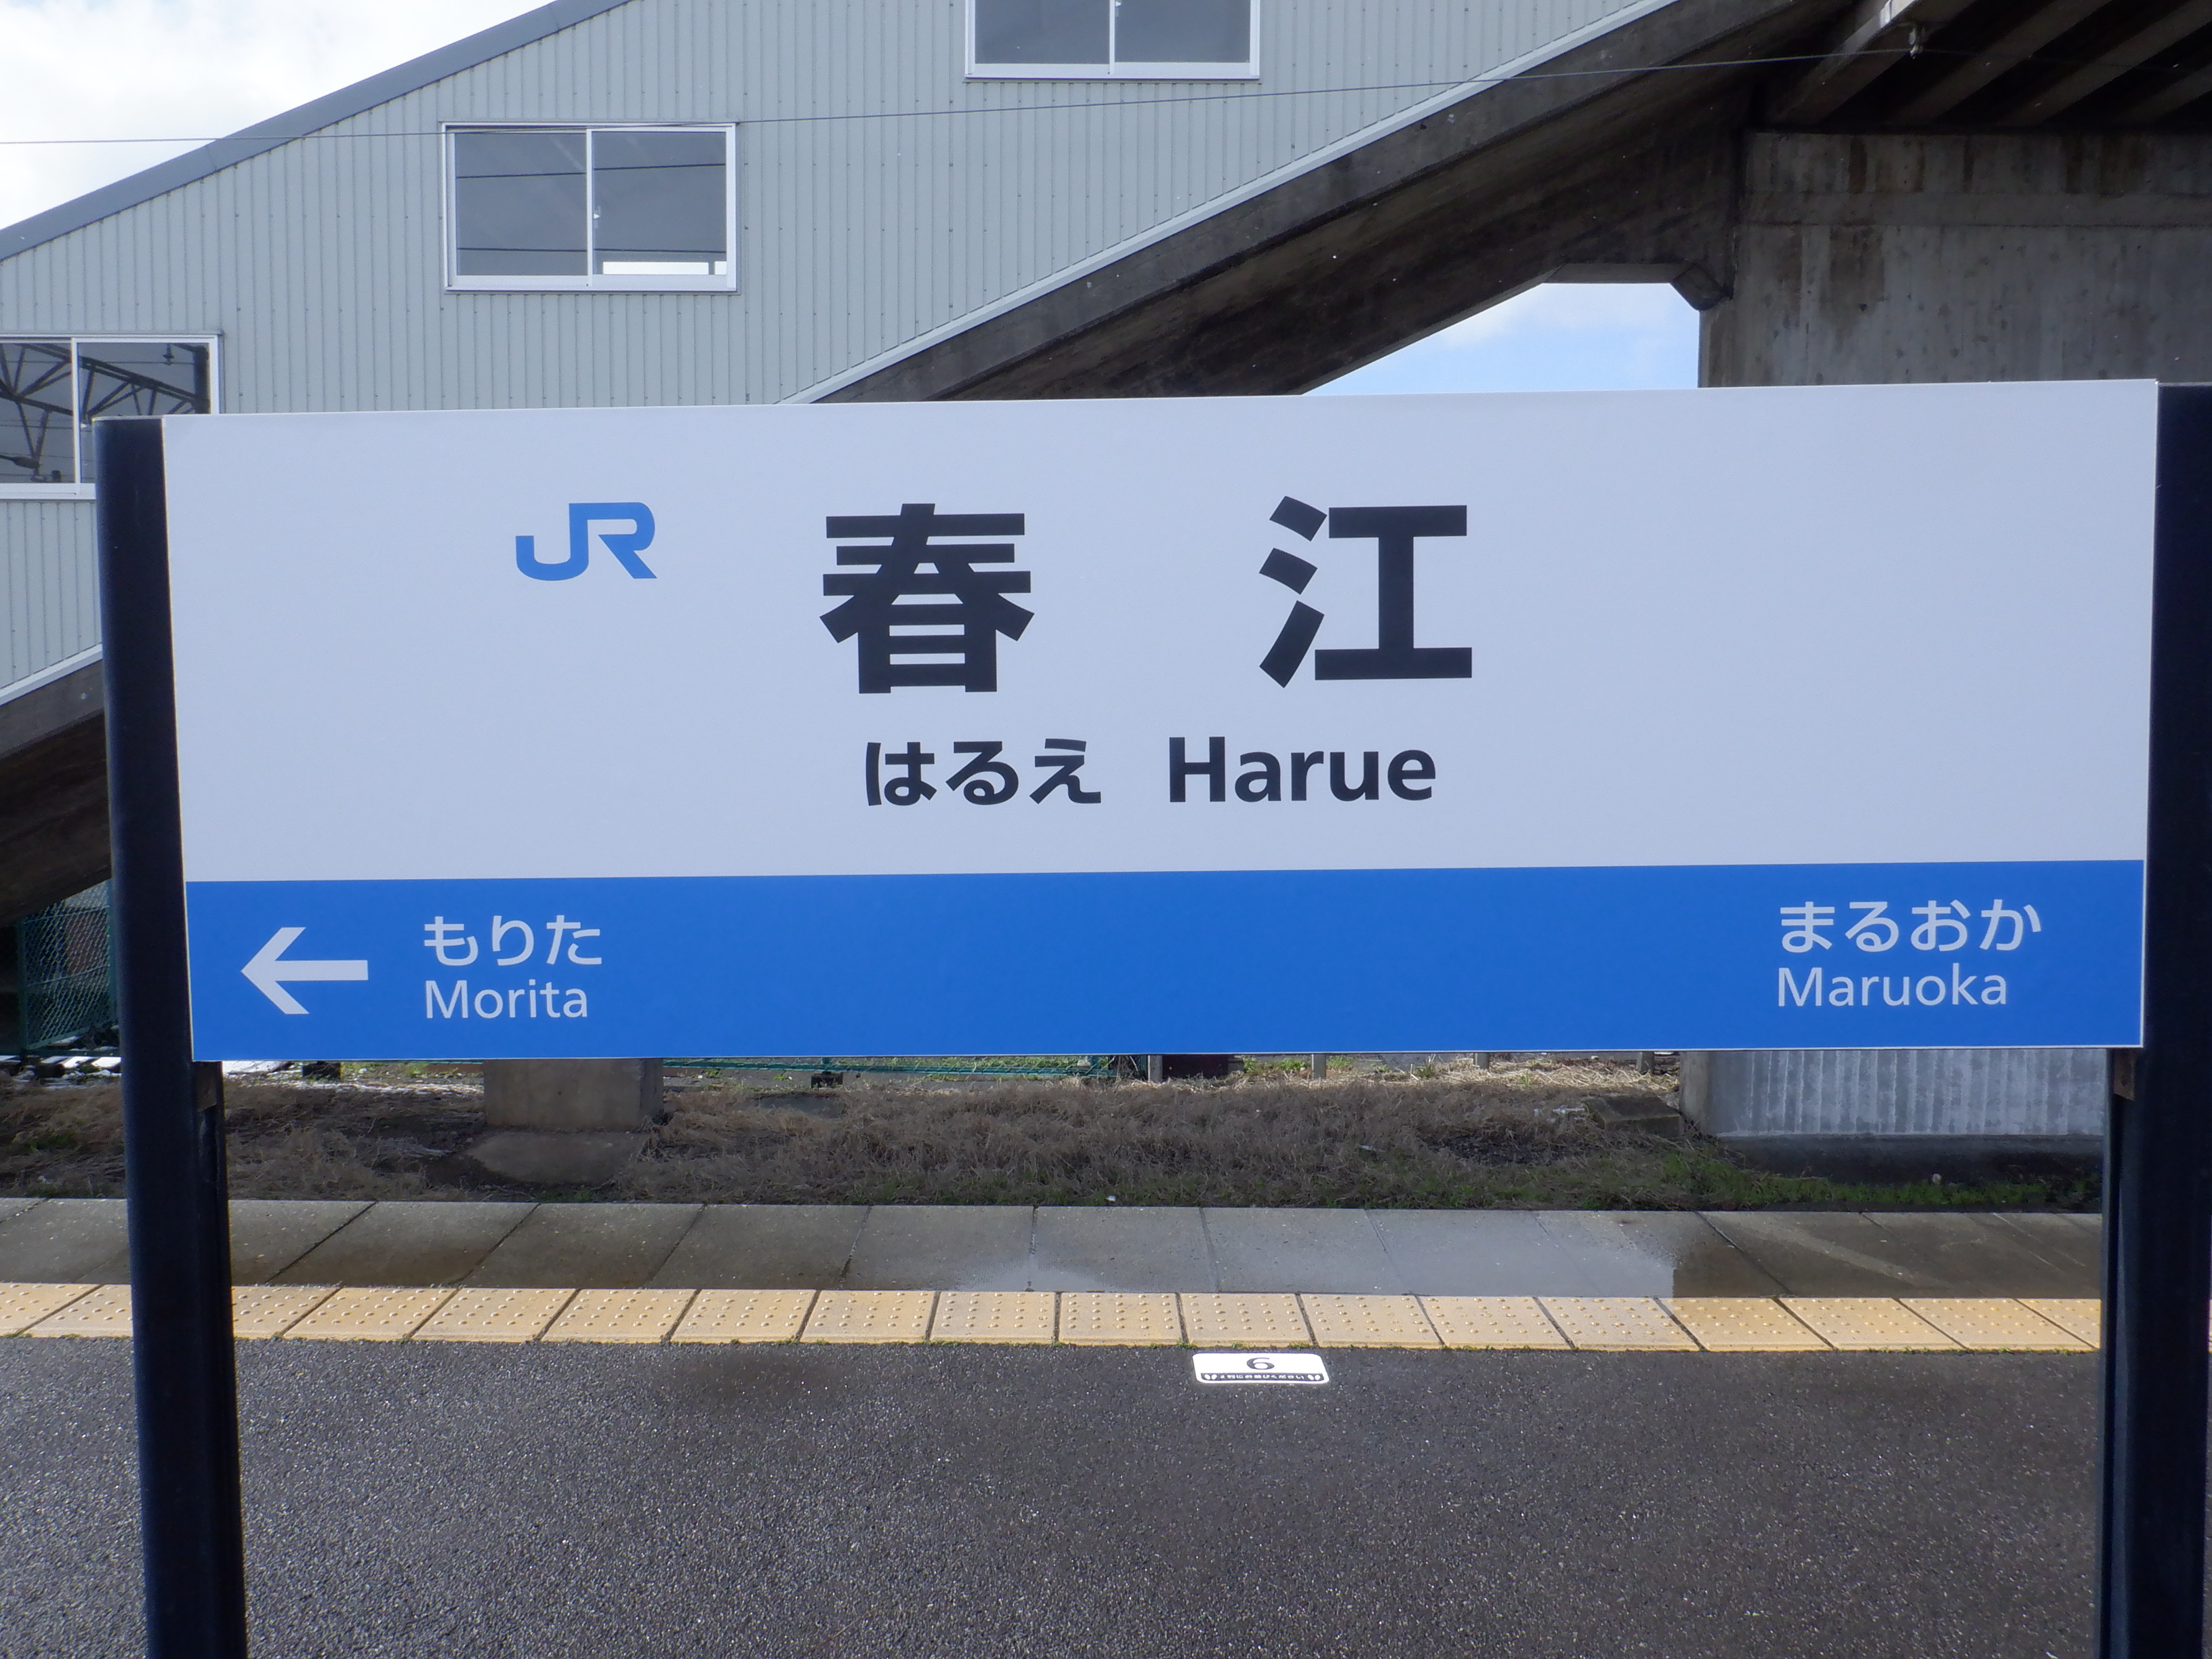 JR 春江
はるえ Harue
もりた
Morita
まるおか
Maruoka
6